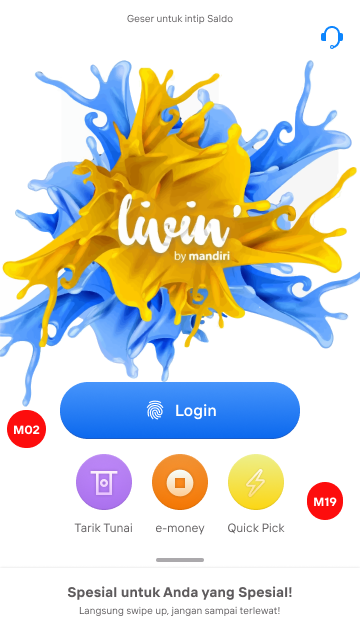 Geser untuk intip Saldo
livin'
by mandiri
Login
M02
M19
Tarik Tunai
e-money
Quick Pick
Spesial untuk Anda yang Spesial!
Langsung swipe up, jangan sampai terlewat!